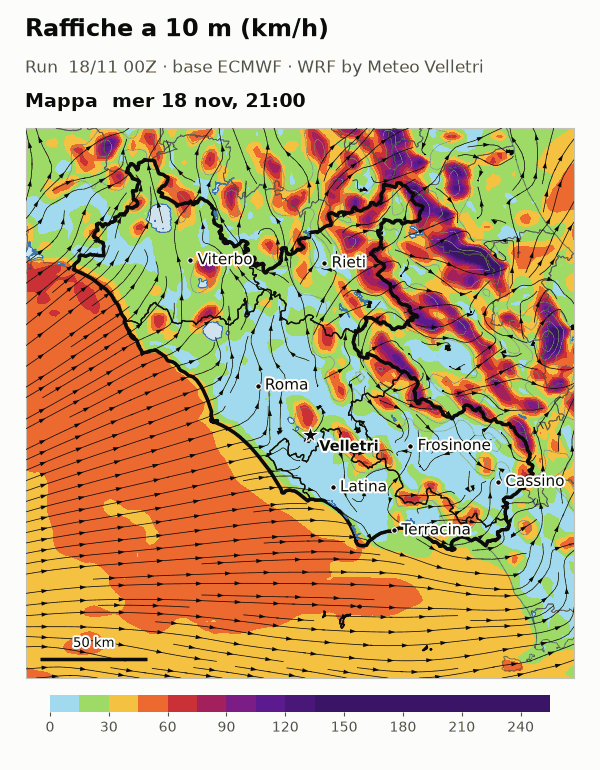 Raffiche a 10 m (km/h)
Run 18/11 00Z · base ECMWF · WRF by Meteo Velletri
Mappa mer 18 nov, 21:00
Viterbo
Rieti
Roma
Velletri
Frosinone
Cassino
Latina
Terracina
50 km
0 30 60 90 120 150 180 210 240